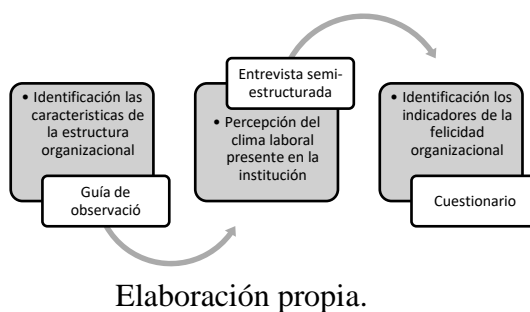 • Identificación las
caracteristicas de
la estructura
organizacional
Guía de
observació
Entrevista semi-
estructurada
• Percepción del
clima laboral
presente en la
institución
• Identificación los
indicadores de la
felicidad
organizacional
Cuestionario
Elaboración propia.